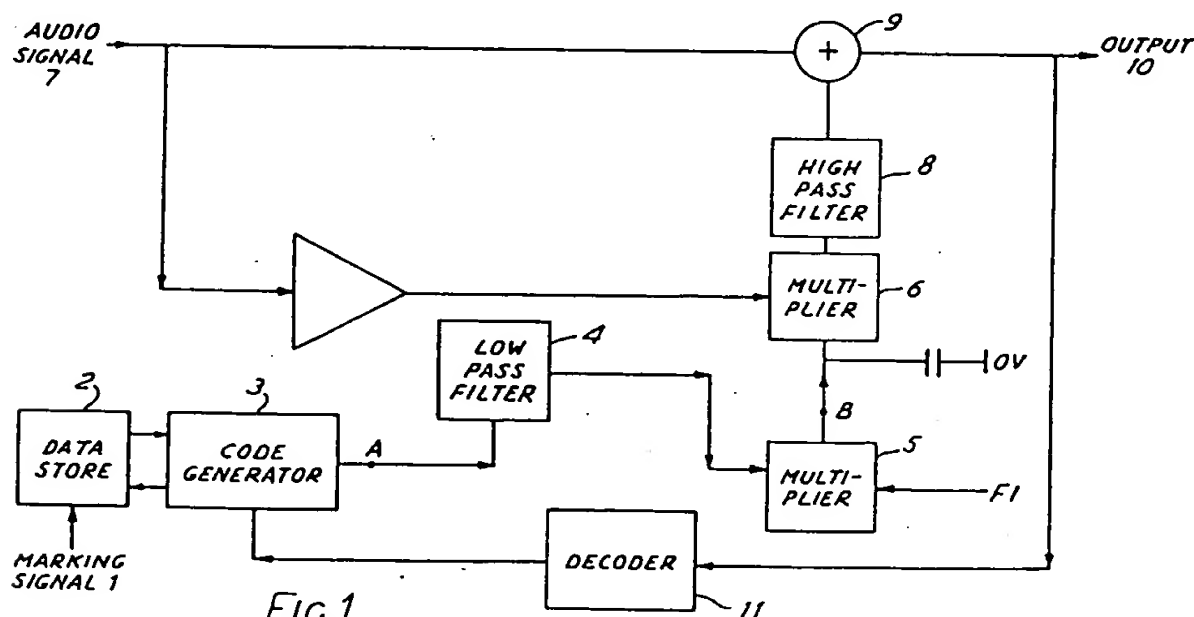 AUDIO
SIGNAL
7
9
+
OUTPUT
10
HIGH
PASS
FILTER
8
MULTI-
PLIER
6
LOW
PASS
FILTER
4
OV
B
2
DATA
STORE
3
CODE
GENERATOR
A
MULTI-
PLIER
5
F1
MARKING
SIGNAL 1
DECODER
11
FIG.1